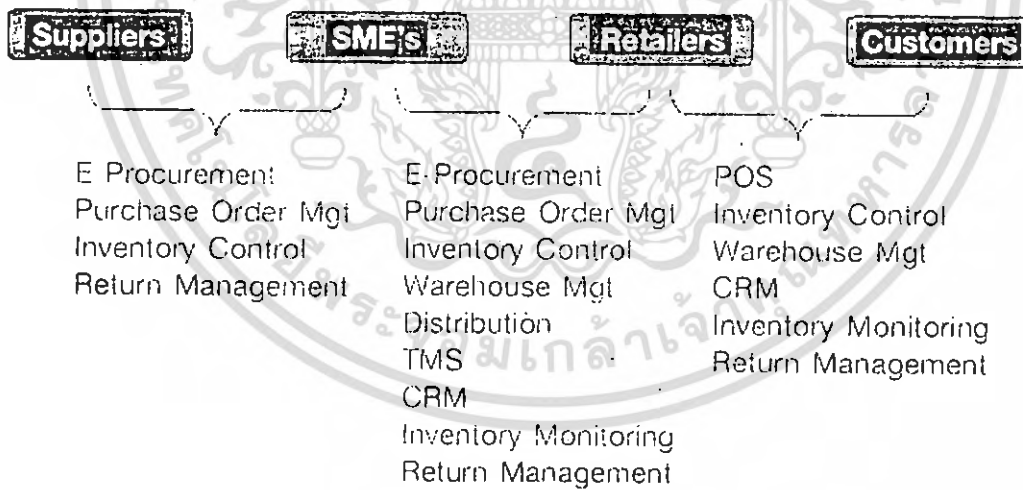 Suppliers
SME's
Retailers
Customers
E Procurement
Purchase Order Mgt
Inventory Control
Return Management
E-Procurement
Purchase Order Mgt
Inventory Control
Warehouse Mgt
Distribution
TMS
CRM
Inventory Monitoring
Return Management
POS
Inventory Control
Warehouse Mgt
CRM
Inventory Monitoring
Return Management